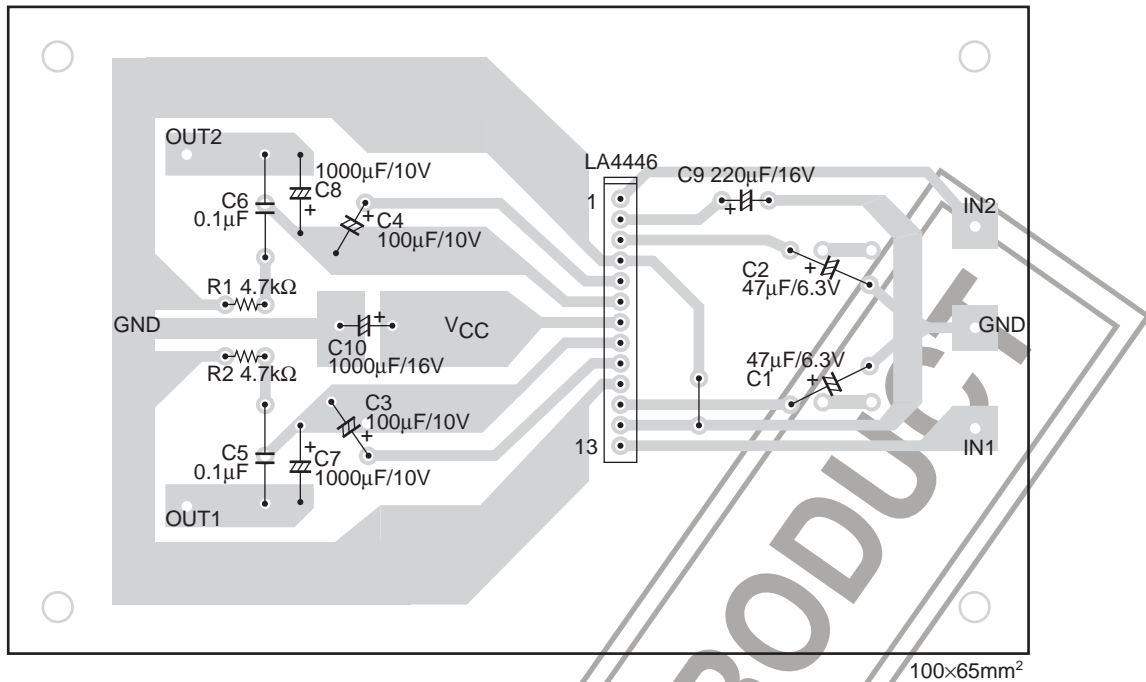 OUT2
1000µF/10V
C8
C6
0.1µF
C4
100µF/10V
LA4446
C9 220µF/16V
1
IN2
C2
47µF/6.3V
R1 4.7kΩ
GND
VCC
C10
1000µF/16V
GND
R2 4.7kΩ
47µF/6.3V
C1
C3
100µF/10V
13
IN1
C5
0.1µF
C7
1000µF/10V
OUT1
PRODUCT
100×65mm²